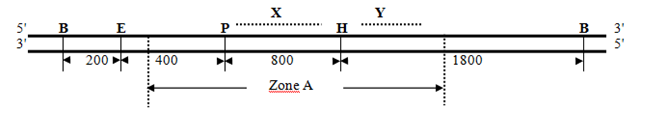 X Y
5' B E P H B 3'
3' 5'
200 400 800 1800
Zone A